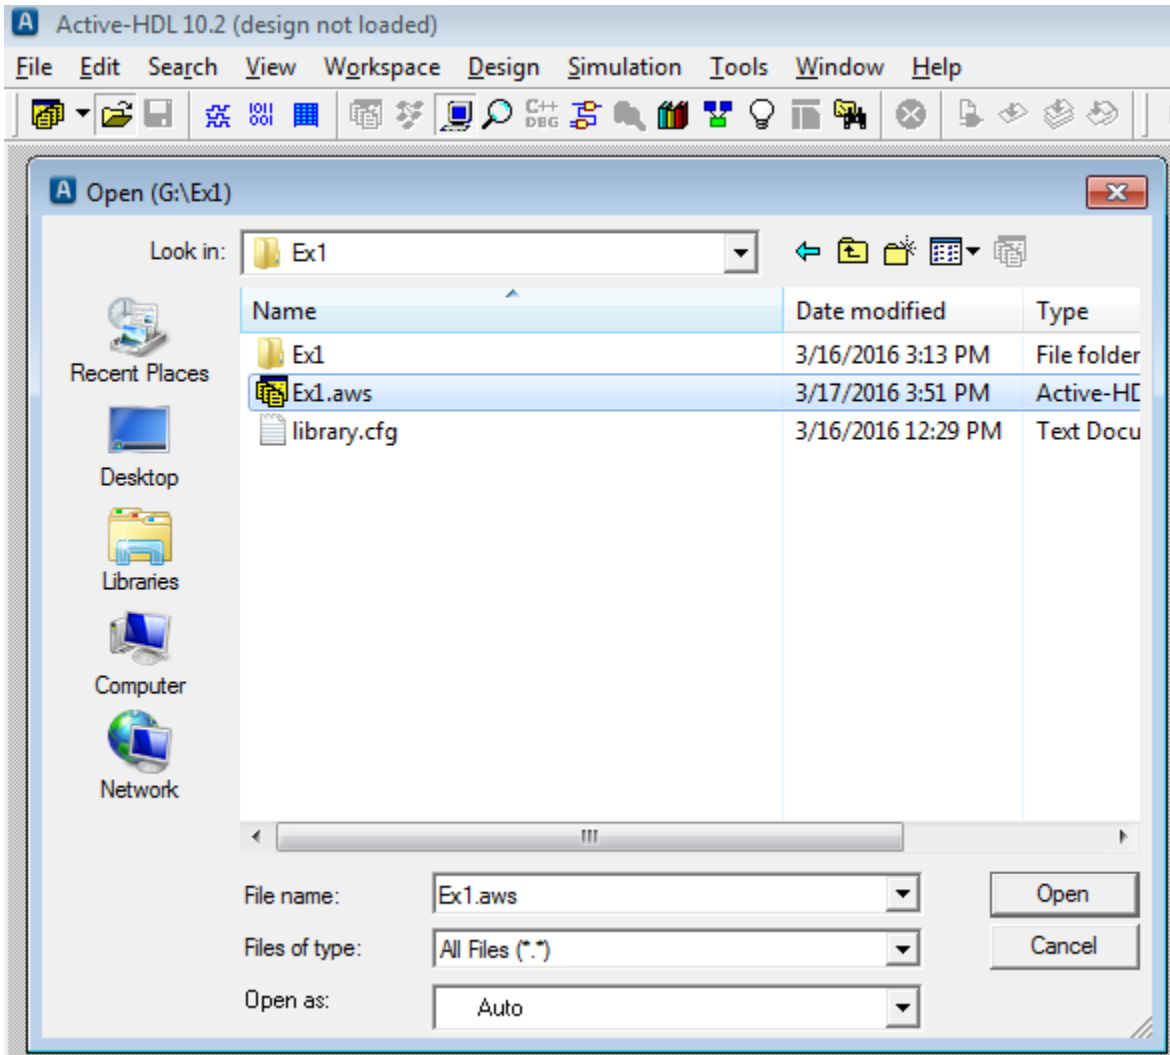 Active-HDL 10.2 (design not loaded)
File Edit Search View Workspace Design Simulation Tools Window Help
Open (G:\Ex1)
Look in: Ex1
Name Date modified Type
Ex1 3/16/2016 3:13 PM File folder
Ex1.aws 3/17/2016 3:51 PM Active-HD
library.cfg 3/16/2016 12:29 PM Text Docu
Recent Places
Desktop
Libraries
Computer
Network
File name: Ex1.aws Open
Files of type: All Files (*.*) Cancel
Open as: Auto